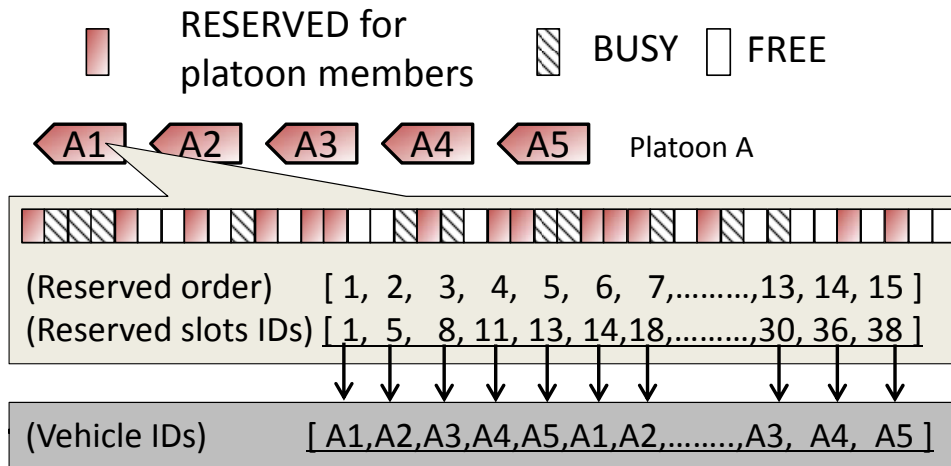 RESERVED for
platoon members
BUSY
FREE
A1 A2 A3 A4 A5 Platoon A
(Reserved order) [ 1, 2, 3, 4, 5, 6, 7,………,13, 14, 15 ]
(Reserved slots IDs) [ 1, 5, 8, 11, 13, 14,18,………,30, 36, 38 ]
(Vehicle IDs) [ A1,A2,A3,A4,A5,A1,A2,……..,A3, A4, A5 ]